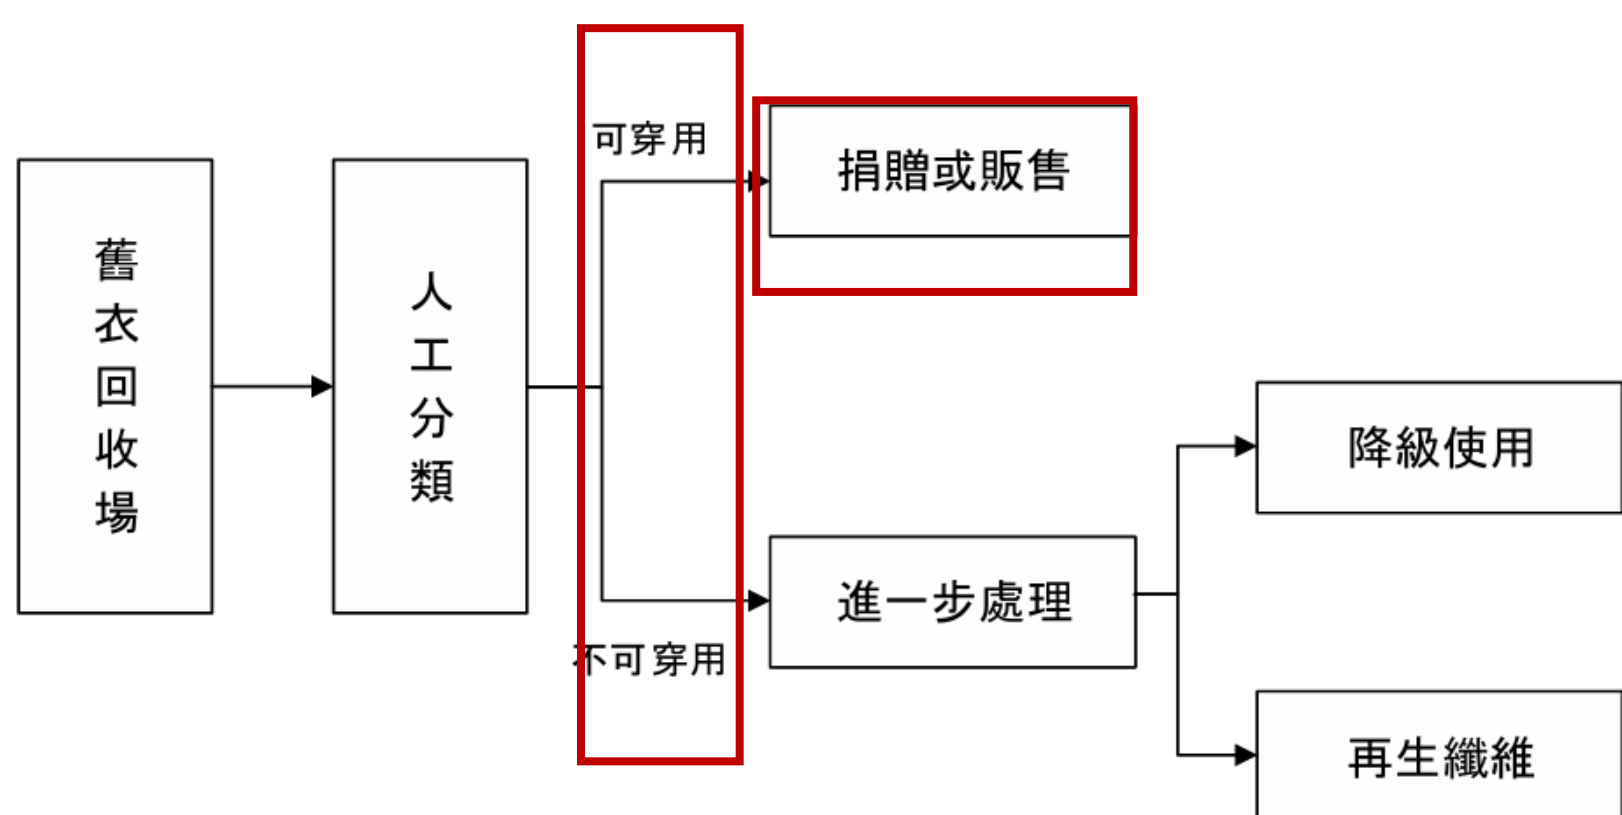 舊衣回收場
人工分類
可穿用
捐贈或販售
不可穿用
進一步處理
降級使用
再生纖維